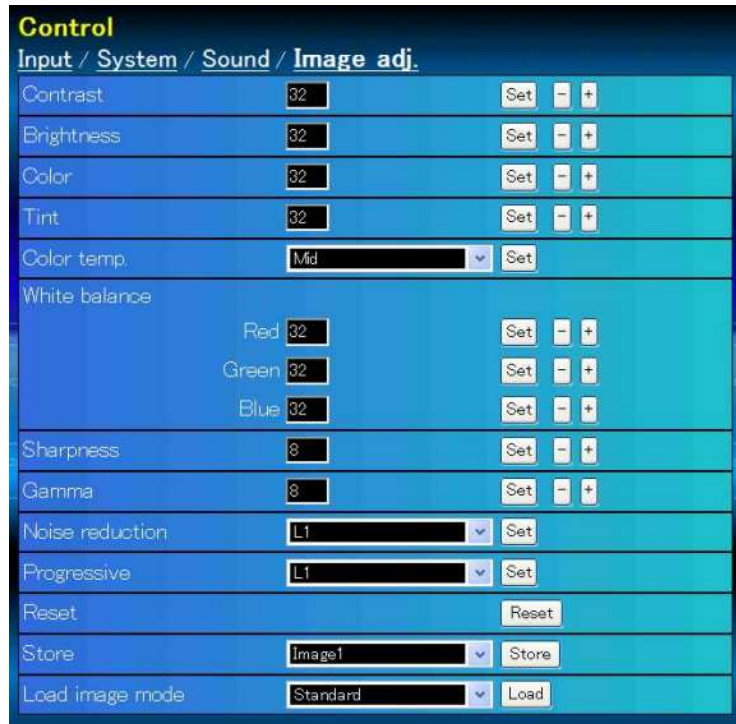 Control
Input / System / Sound / Image adj.
Contrast 32 Set - +
Brightness 32 Set - +
Color 32 Set - +
Tint 32 Set - +
Color temp. Mid Set
White balance
Red 32 Set - +
Green 32 Set - +
Blue 32 Set - +
Sharpness 8 Set - +
Gamma 8 Set - +
Noise reduction L1 Set
Progressive L1 Set
Reset Reset
Store Image1 Store
Load image mode Standard Load